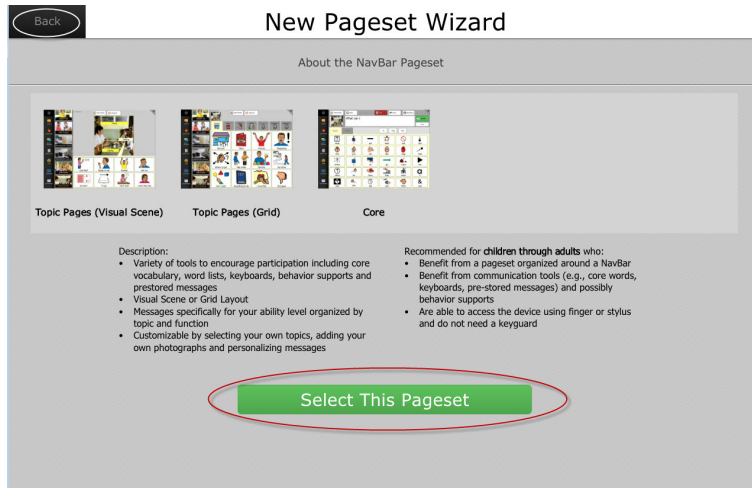 Back
New Pageset Wizard
About the NavBar Pageset
Topic Pages (Visual Scene)
Topic Pages (Grid)
Core
Description:
• Variety of tools to encourage participation including core
vocabulary, word lists, keyboards, behavior supports and
prestored messages
• Visual Scene or Grid Layout
• Messages specifically for your ability level organized by
topic and function
• Customizable by selecting your own topics, adding your
own photographs and personalizing messages
Recommended for children through adults who:
• Benefit from a pageset organized around a NavBar
• Benefit from communication tools (e.g., core words,
keyboards, pre-stored messages) and possibly
behavior supports
• Are able to access the device using finger or stylus
and do not need a keyguard
Select This Pageset